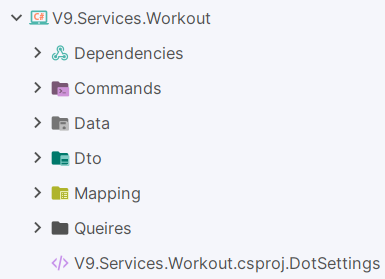 C# V9.Services.Workout
Dependencies
Commands
Data
Dto
Mapping
Queires
V9.Services.Workout.csproj.DotSettings